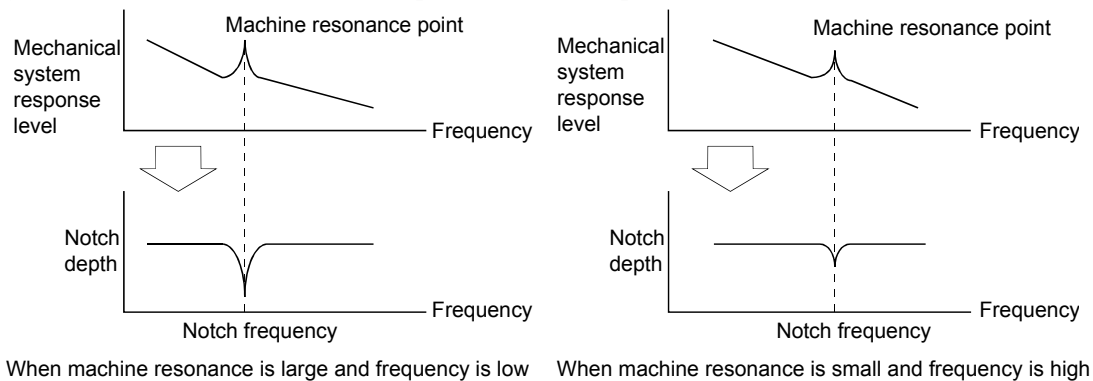 Machine resonance point
Mechanical
system
response
level
Frequency
Notch
depth
Frequency
Notch frequency
When machine resonance is large and frequency is low
Machine resonance point
Mechanical
system
response
level
Frequency
Notch
depth
Frequency
Notch frequency
When machine resonance is small and frequency is high